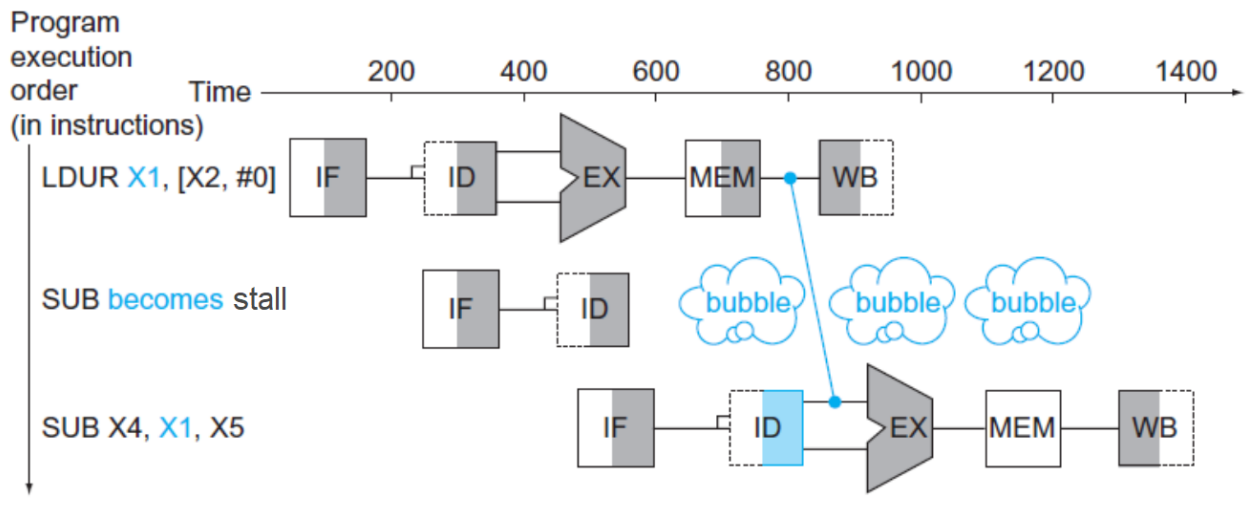 Program
execution
order
(in instructions)
Time
200 400 600 800 1000 1200 1400
LDUR X1, [X2, #0] IF ID EX MEM WB
SUB becomes stall IF ID bubble bubble bubble
SUB X4, X1, X5 IF ID EX MEM WB